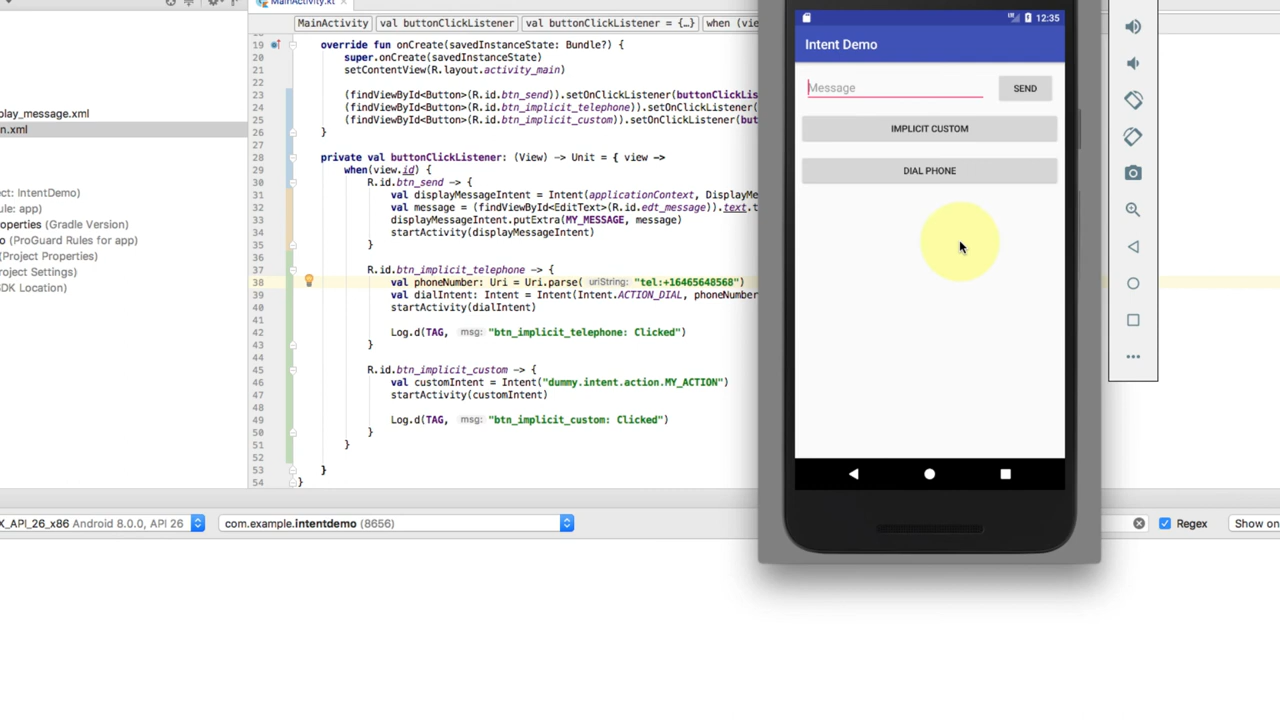 MainActivity.kt
MainActivity
val buttonClickListener
val buttonClickListener = {…}
when (vie
play_message.xml
n.xml
ct: IntentDemo)
ule: app)
operties (Gradle Version)
o (ProGuard Rules for app)
(Project Properties)
roject Settings)
DK Location)
19 override fun onCreate(savedInstanceState: Bundle?) {
20 super.onCreate(savedInstanceState)
21 setContentView(R.layout.activity_main)
22
23 (findViewById<Button>(R.id.btn_send)).setOnClickListener(buttonClickLis
24 (findViewById<Button>(R.id.btn_implicit_telephone)).setOnClickListener(
25 (findViewById<Button>(R.id.btn_implicit_custom)).setOnClickListener(but
26 }
27
28 private val buttonClickListener: (View) -> Unit = { view ->
29 when(view.id) {
30 R.id.btn_send -> {
31 val displayMessageIntent = Intent(applicationContext, DisplayMe
32 val message = (findViewById<EditText>(R.id.edt_message)).text.t
33 displayMessageIntent.putExtra(MY_MESSAGE, message)
34 startActivity(displayMessageIntent)
35 }
36
37 R.id.btn_implicit_telephone -> {
38 val phoneNumber: Uri = Uri.parse( uriString: "tel:+16465648568")
39 val dialIntent: Intent = Intent(Intent.ACTION_DIAL, phoneNumber
40 startActivity(dialIntent)
41
42 Log.d(TAG, msg: "btn_implicit_telephone: Clicked")
43 }
44
45 R.id.btn_implicit_custom -> {
46 val customIntent = Intent("dummy.intent.action.MY_ACTION")
47 startActivity(customIntent)
48
49 Log.d(TAG, msg: "btn_implicit_custom: Clicked")
50 }
51 }
52
53 }
54 }
12:35
Intent Demo
Message
SEND
IMPLICIT CUSTOM
DIAL PHONE
X_API_26_x86 Android 8.0.0, API 26
com.example.intentdemo (8656)
Regex
Show on